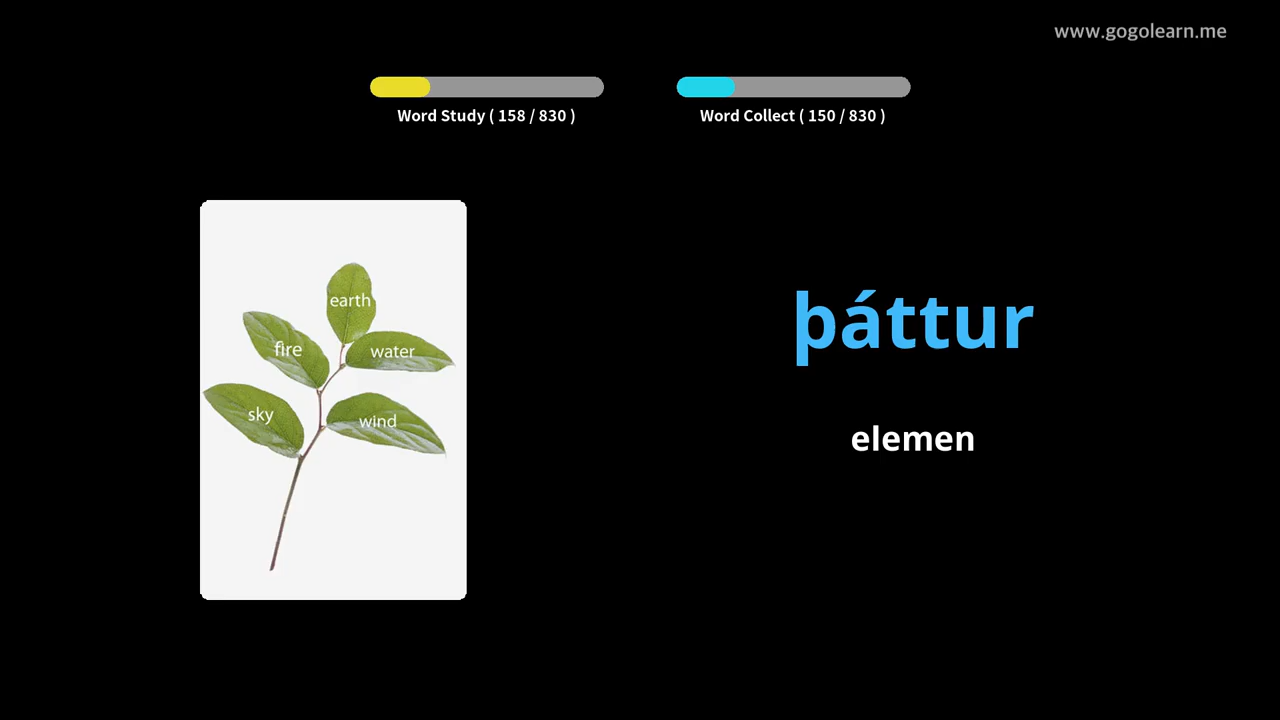 www.gogolearn.me
Word Study ( 158 / 830 )
Word Collect ( 150 / 830 )
earth
fire
water
sky
wind
þáttur
elemen